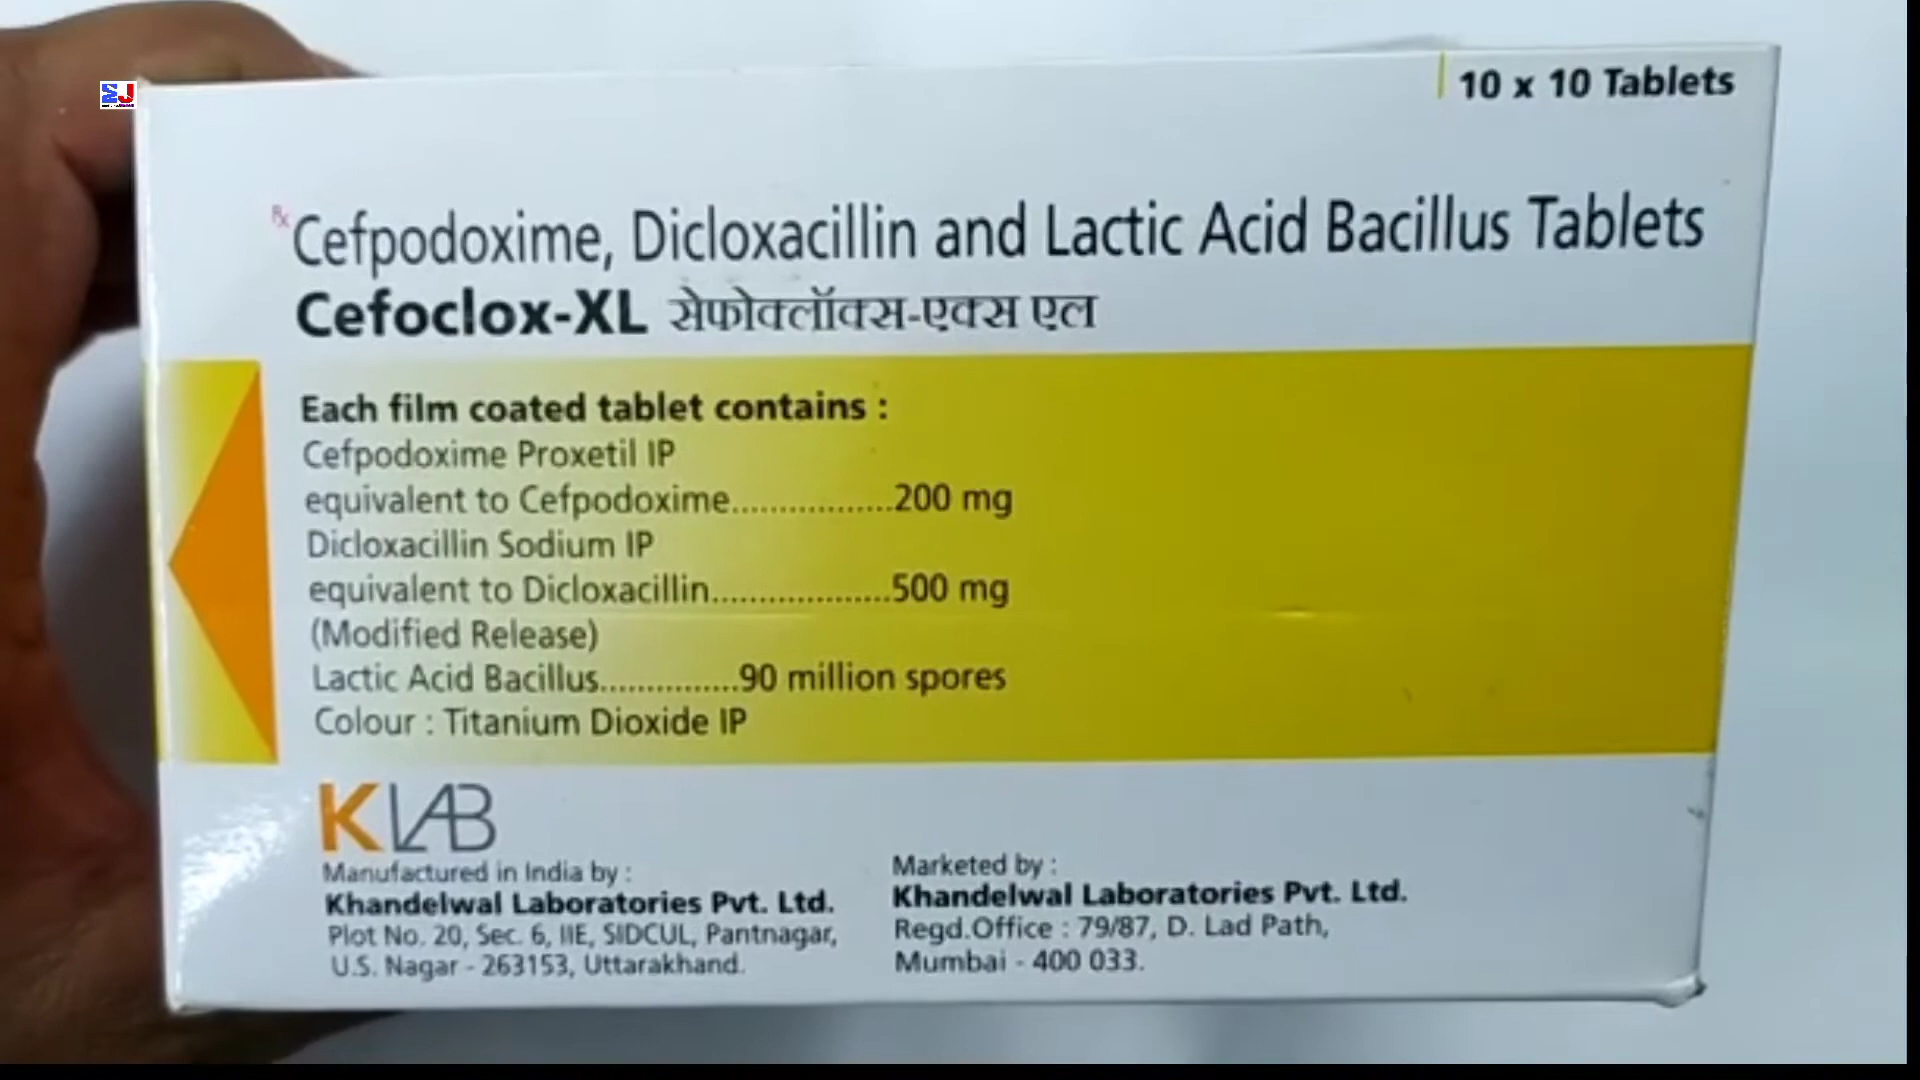 10 x 10 Tablets
Rx Cefpodoxime, Dicloxacillin and Lactic Acid Bacillus Tablets
Cefoclox-XL सेफोक्लॉक्स-एक्स एल
Each film coated tablet contains :
Cefpodoxime Proxetil IP
equivalent to Cefpodoxime.................200 mg
Dicloxacillin Sodium IP
equivalent to Dicloxacillin...................500 mg
(Modified Release)
Lactic Acid Bacillus...............90 million spores
Colour : Titanium Dioxide IP
KLAB
Manufactured in India by :
Khandelwal Laboratories Pvt. Ltd.
Plot No. 20, Sec. 6, IIE, SIDCUL, Pantnagar,
U.S. Nagar - 263153, Uttarakhand.
Marketed by :
Khandelwal Laboratories Pvt. Ltd.
Regd.Office : 79/87, D. Lad Path,
Mumbai - 400 033.